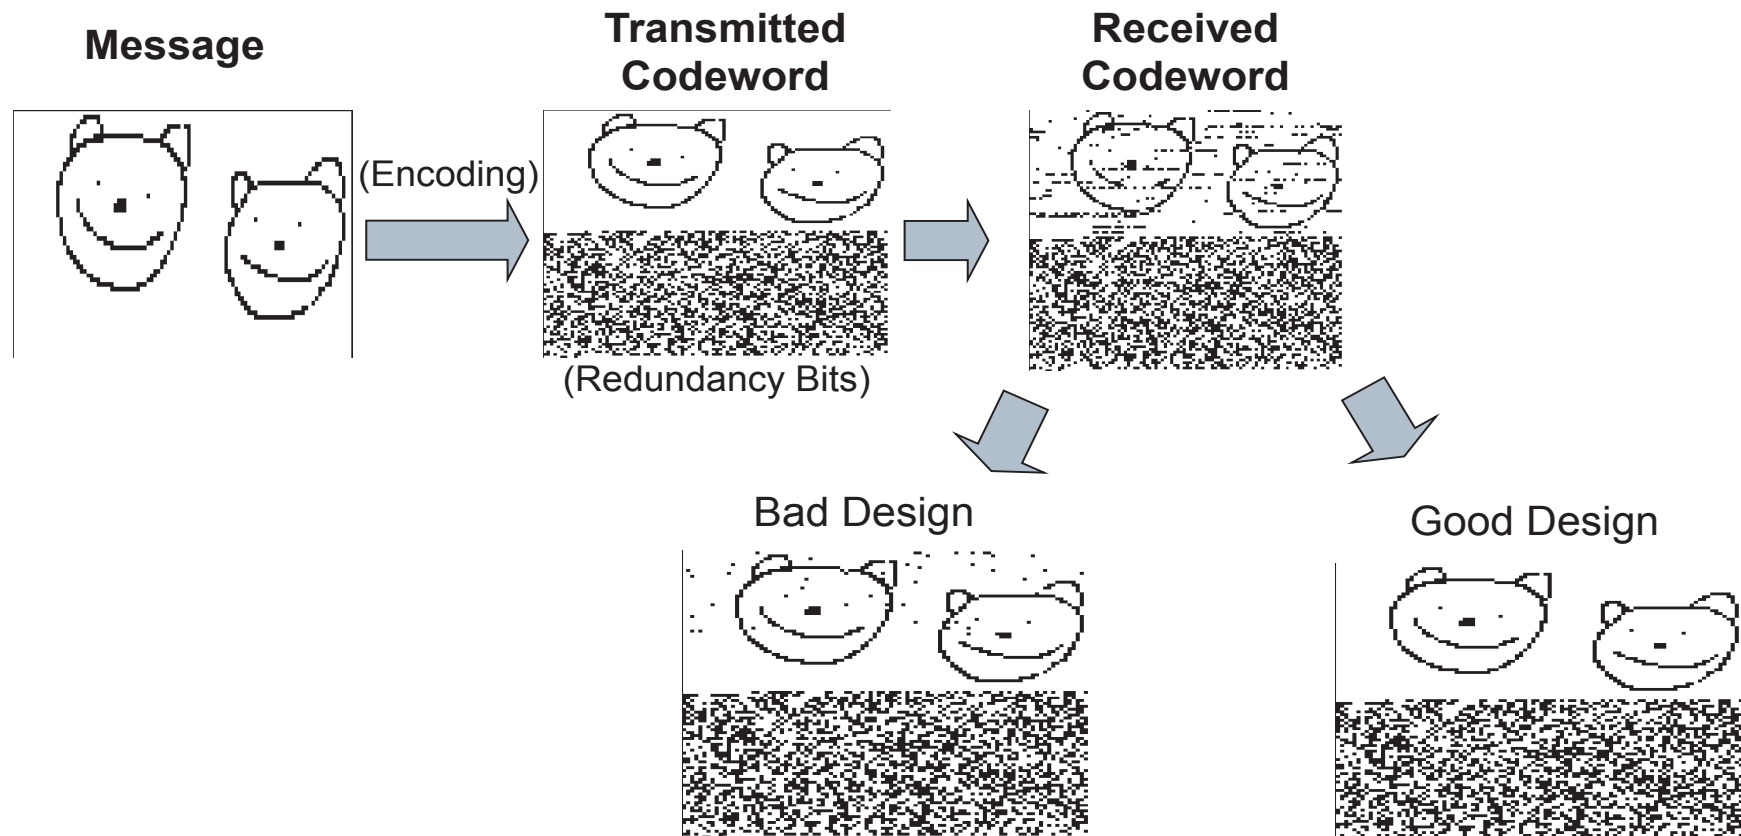 Message
Transmitted
Codeword
Received
Codeword
(Encoding)
(Redundancy Bits)
Bad Design
Good Design